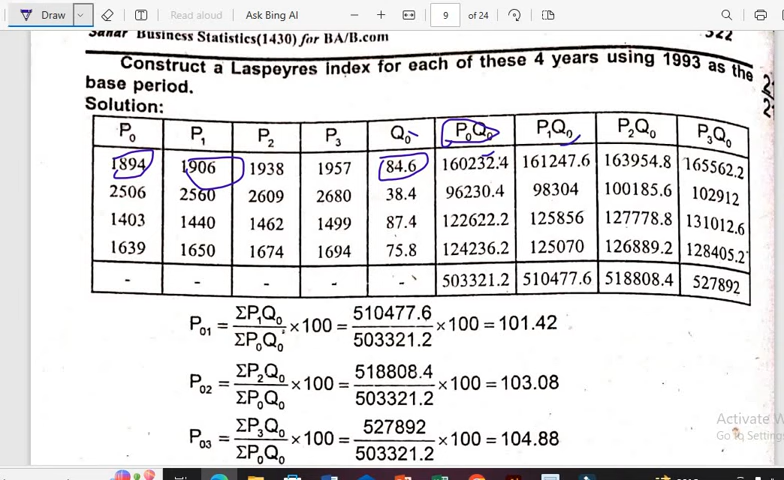 Draw
Read aloud
Ask Bing AI
9
of 24
Business Statistics(1430) for BA/B.com
322
Construct a Laspeyres index for each of these 4 years using 1993 as the
base period.
Solution:
P₀ P₁ P₂ P₃ Q₀ P₀Q₀ P₁Q₀ P₂Q₀ P₃Q₀
1894 1906 1938 1957 84.6 160232.4 161247.6 163954.8 165562.2
2506 2560 2609 2680 38.4 96230.4 98304 100185.6 102912
1403 1440 1462 1499 87.4 122622.2 125856 127778.8 131012.6
1639 1650 1674 1694 75.8 124236.2 125070 126889.2 128405.2
- - - - - 503321.2 510477.6 518808.4 527892
P₀₁ = ΣP₁Q₀/ΣP₀Q₀ × 100 = 510477.6/503321.2 × 100 = 101.42
P₀₂ = ΣP₂Q₀/ΣP₀Q₀ × 100 = 518808.4/503321.2 × 100 = 103.08
P₀₃ = ΣP₃Q₀/ΣP₀Q₀ × 100 = 527892/503321.2 × 100 = 104.88
Activate W
Go to Setting